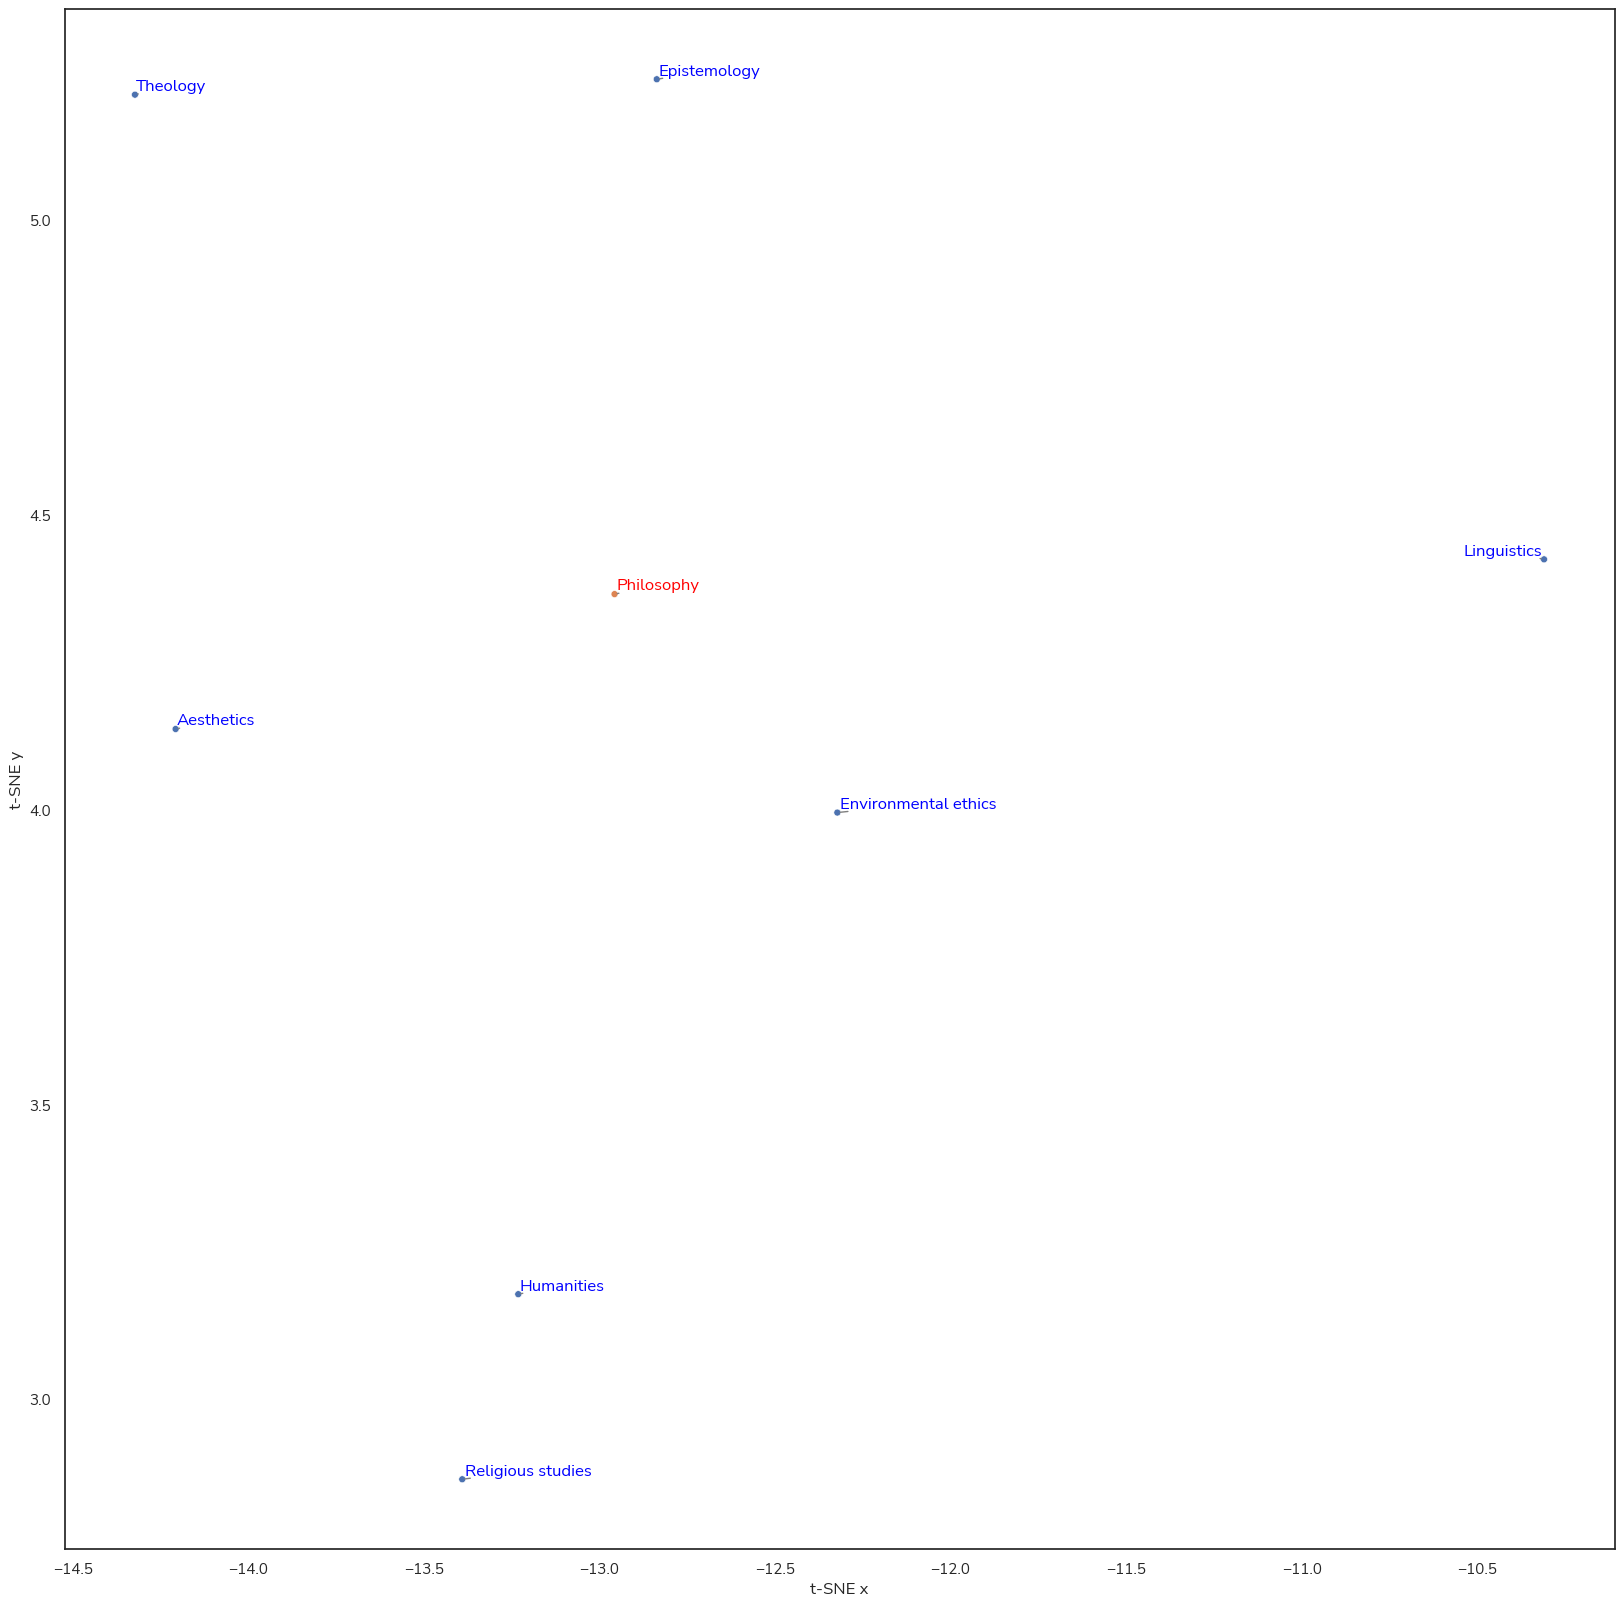 Theology
Epistemology
5.0
4.5
Linguistics
Philosophy
Aesthetics
t-SNE y
4.0
Environmental ethics
3.5
Humanities
3.0
Religious studies
−14.5 −14.0 −13.5 −13.0 −12.5 −12.0 −11.5 −11.0 −10.5
t-SNE x